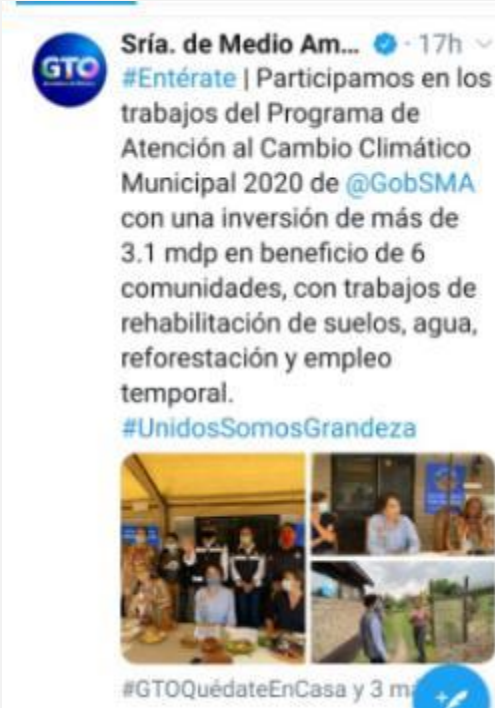 GTO
Sría. de Medio Am... · 17h
#Entérate | Participamos en los
trabajos del Programa de
Atención al Cambio Climático
Municipal 2020 de @GobSMA
con una inversión de más de
3.1 mdp en beneficio de 6
comunidades, con trabajos de
rehabilitación de suelos, agua,
reforestación y empleo
temporal.
#UnidosSomosGrandeza
#GTOQuédateEnCasa y 3 má